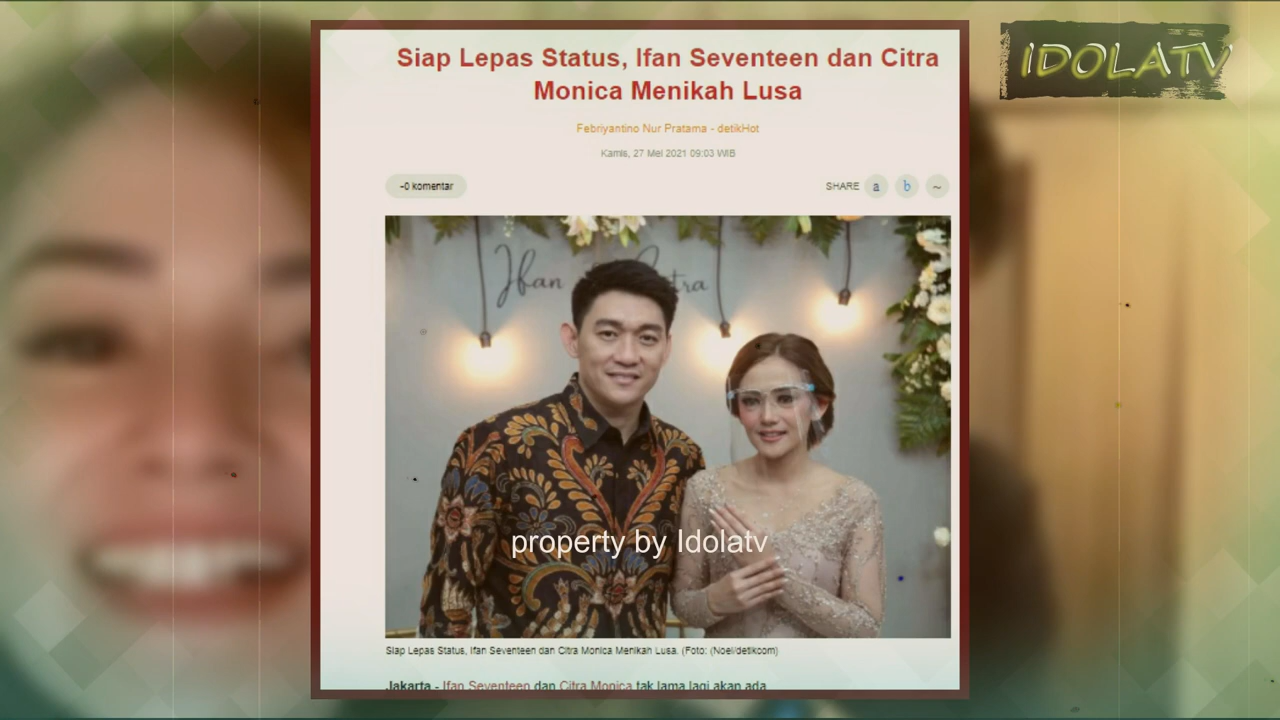 IDOLATV
Siap Lepas Status, Ifan Seventeen dan Citra
Monica Menikah Lusa
Febriyantino Nur Pratama - detikHot
Kamis, 27 Mei 2021 09:03 WIB
-0 komentar
SHARE a b ~
Ifan
tra
property by Idolatv
Siap Lepas Status, Ifan Seventeen dan Citra Monica Menikah Lusa. (Foto: (Noel/detikcom)
Jakarta - Ifan Seventeen dan Citra Monica tak lama lagi akan ada